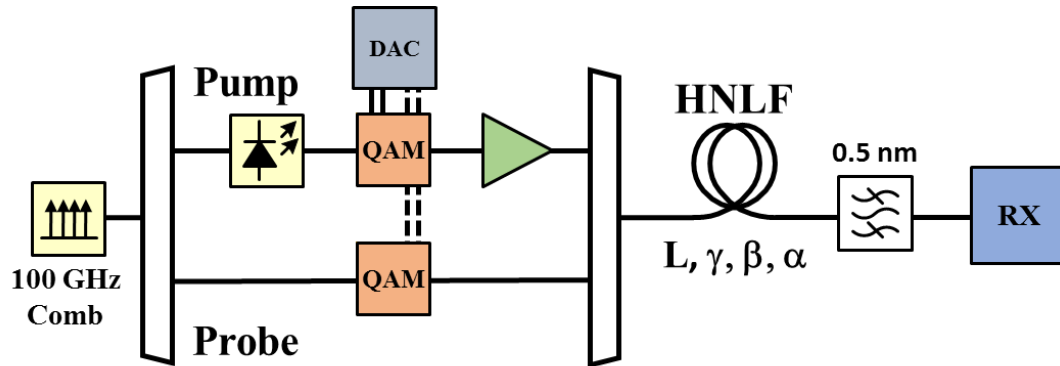 DAC
Pump
HNLF
QAM
0.5 nm
RX
100 GHz
Comb
QAM
L, γ, β, α
Probe